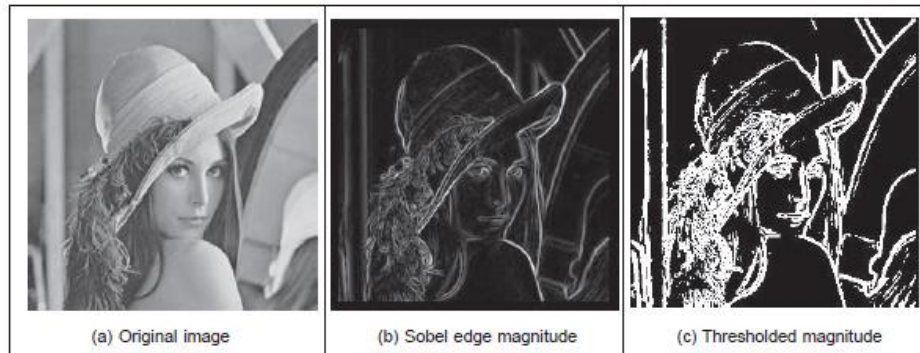 (a) Original image
(b) Sobel edge magnitude
(c) Thresholded magnitude